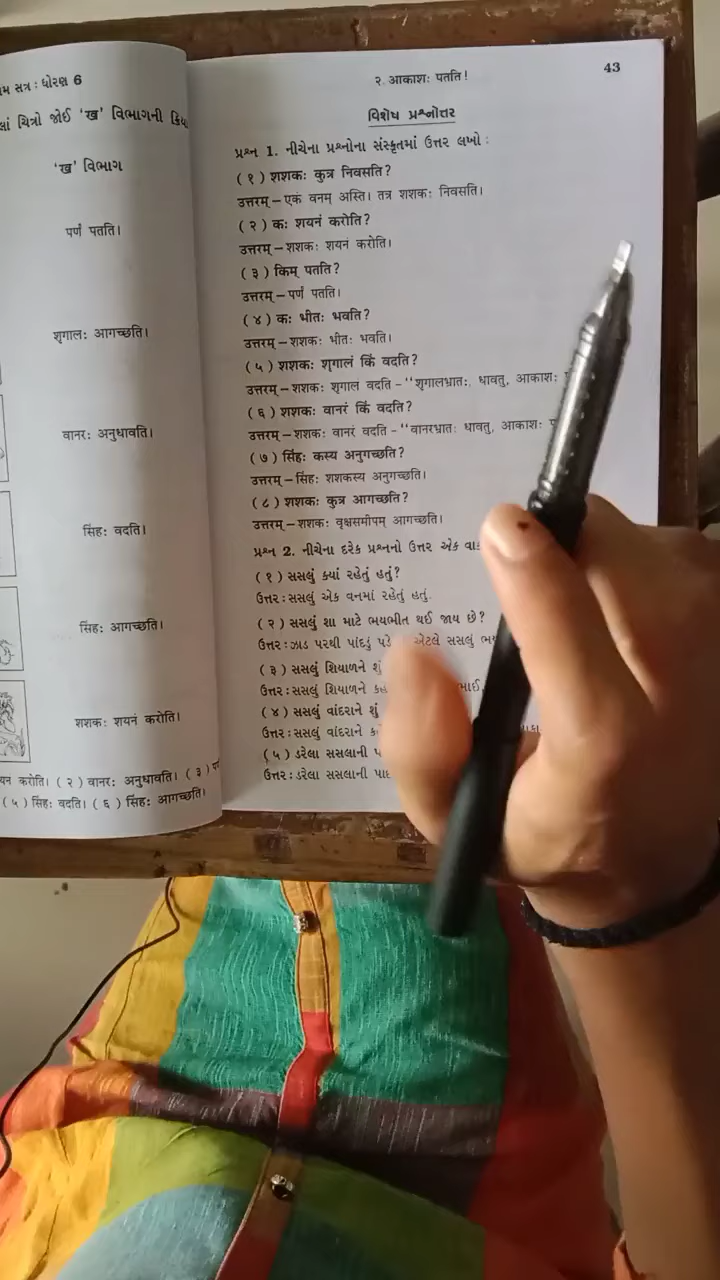 મ સત્ર : ધોરણ 6
ચિત્રો જોઈ ‘ख’ વિભાગની
‘ख’ વિભાગ
पर्णं पतति।
शृगालः आगच्छति।
वानरः अनुधावति।
सिंहः वदति।
सिंहः आगच्छति।
शशकः शयनं करोति।
करोति। ( २ ) वानरः अनुधावति। ( ३ )
( ५ ) सिंहः वदति। ( ६ ) सिंहः आगच्छति।
२. आकाशः पतति!
43
વિશેષ પ્રશ્નોત્તર
પ્રશ્ન 1. નીચેના પ્રશ્નોના સંસ્કૃતમાં ઉત્તર લખો :
( १ ) शशकः कुत्र निवसति?
उत्तरम् – एकं वनम् अस्ति। तत्र शशकः निवसति।
( २ ) कः शयनं करोति?
उत्तरम् – शशकः शयनं करोति।
( ३ ) किम् पतति?
उत्तरम् – पर्णं पतति।
( ४ ) कः भीतः भवति?
उत्तरम् – शशकः भीतः भवति।
( ५ ) शशकः शृगालं किं वदति?
उत्तरम् – शशकः शृगाल वदति – “शृगालभ्रातः, धावतु, आकाशः
( ६ ) शशकः वानरं किं वदति?
उत्तरम् – शशकः वानरं वदति – “वानरभ्रातः धावतु, आकाशः
( ७ ) सिंहः कस्य अनुगच्छति?
उत्तरम् – सिंहः शशकस्य अनुगच्छति।
( ८ ) शशकः कुत्र आगच्छति?
उत्तरम् – शशकः वृक्षसमीपम् आगच्छति।
પ્રશ્ન 2. નીચેના દરેક પ્રશ્નનો ઉત્તર એક
( १ ) સસલું ક્યાં રહેતું હતું?
ઉત્તર : સસલું એક વનમાં રહેતું હતું.
( २ ) સસલું શા માટે ભયભીત થઈ જાય છે?
ઉત્તર : ઝાડ પરથી પાંદડું એટલે સસલું
( ३ ) સસલું શિયાળને શું
ઉત્તર : સસલું શિયાળને
( ४ ) સસલું વાંદરાને શું
ઉત્તર : સસલું વાંદરાને
( ५ ) ડરેલા સસલાની
ઉત્તર : ડરેલા સસલાની